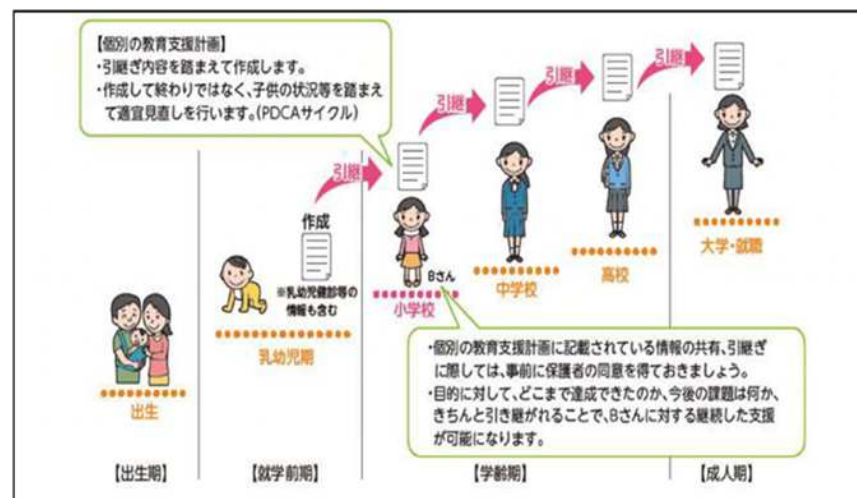 【個別の教育支援計画】
・引継ぎ内容を踏まえて作成します。
・作成して終わりではなく、子供の状況等を踏まえ
て適宜見直しを行います。(PDCAサイクル)
引継
引継
引継
引継
作成
※乳幼児健診等の
情報も含む
Bさん
出生
乳幼児期
小学校
中学校
高校
大学・就職
・個別の教育支援計画に記載されている情報の共有、引継ぎ
に際しては、事前に保護者の同意を得ておきましょう。
・目的に対して、どこまで達成できたのか、今後の課題は何か、
きちんと引き継がれることで、Bさんに対する継続した支援
が可能になります。
【出生期】
【就学前期】
【学齢期】
【成人期】